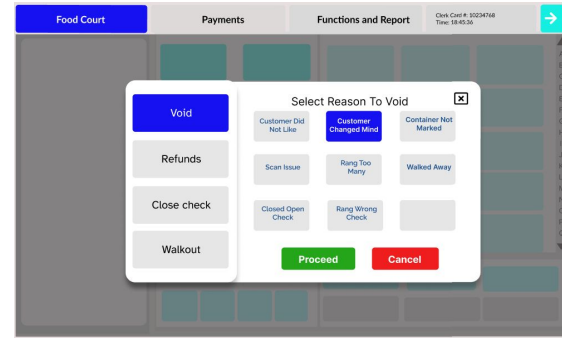 Food Court
Payments
Functions and Report
Clerk Card #: 10234768
Time: 18:45:36
Select Reason To Void
Void
Refunds
Close check
Walkout
Customer Did
Not Like
Customer
Changed Mind
Container Not
Marked
Scan Issue
Rang Too
Many
Walked Away
Closed Open
Check
Rang Wrong
Check
Proceed
Cancel